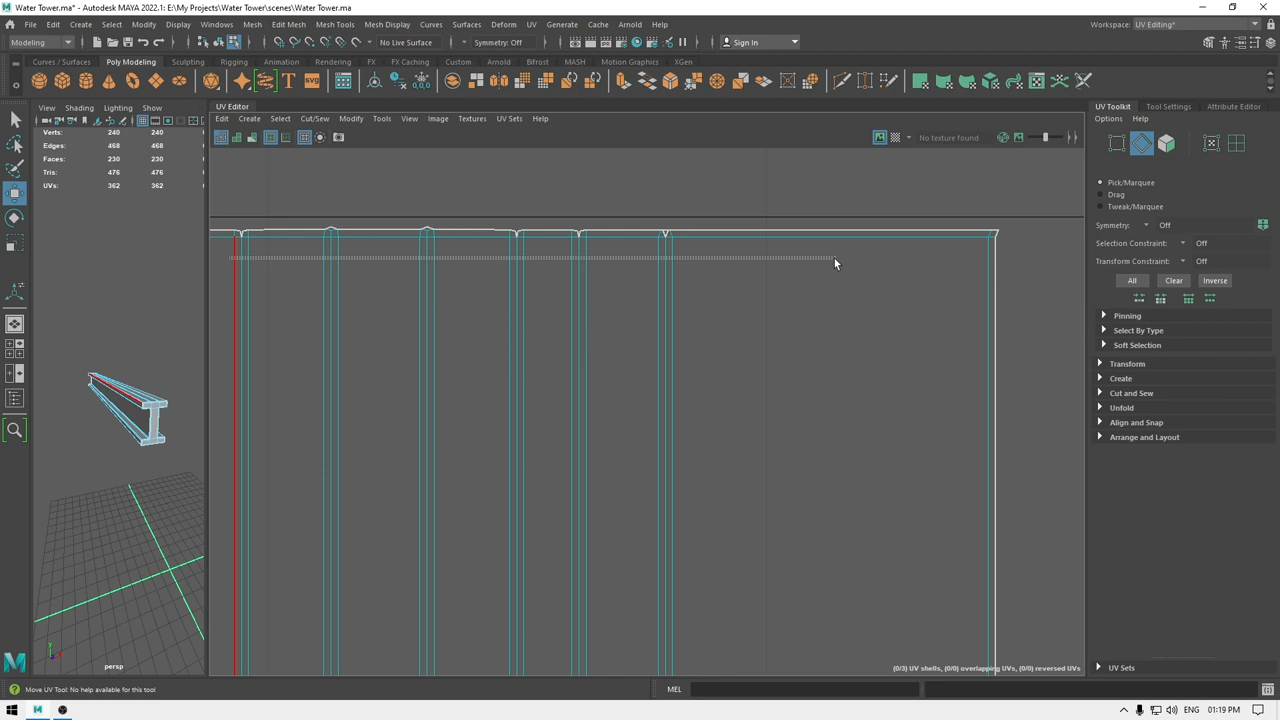 Water Tower.ma* - Autodesk MAYA 2022.1: E:\My Projects\Water Tower\scenes\Water Tower.ma
File Edit Create Select Modify Display Windows Mesh Edit Mesh Mesh Tools Mesh Display Curves Surfaces Deform UV Generate Cache Arnold Help
Workspace: UV Editing*
Modeling No Live Surface Symmetry: Off Sign In
Curves / Surfaces Poly Modeling Sculpting Rigging Animation Rendering FX FX Caching Custom Arnold Bifrost MASH Motion Graphics XGen
T SVG
View Shading Lighting Show
UV Editor
UV Toolkit Tool Settings Attribute Editor
Edit Create Select Cut/Sew Modify Tools View Image Textures UV Sets Help
Options Help
No texture found
Verts: 240 240
Edges: 468 468
Faces: 230 230
Tris: 476 476
UVs: 362 362
Pick/Marquee
Drag
Tweak/Marquee
Symmetry: Off
Selection Constraint: Off
Transform Constraint: Off
All Clear Inverse
Pinning
Select By Type
Soft Selection
Transform
Create
Cut and Sew
Unfold
Align and Snap
Arrange and Layout
persp
(0/3) UV shells, (0/0) overlapping UVs, (0/0) reversed UVs
UV Sets
Move UV Tool: No help available for this tool
MEL
ENG 01:19 PM